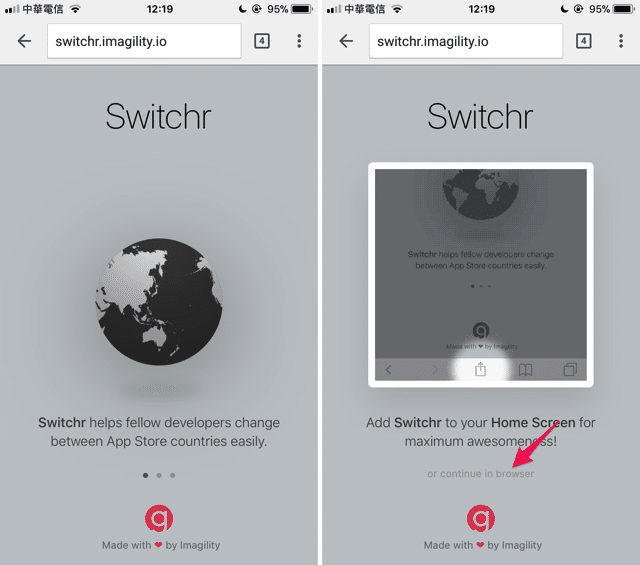 中華電信
12:19
95%
switchr.imagility.io
4
Switchr
Switchr helps fellow developers change
between App Store countries easily.
Made with ❤ by Imagility
中華電信
12:19
95%
switchr.imagility.io
4
Switchr
Switchr helps fellow developers change
between App Store countries easily.
Made with ❤ by Imagility
Add Switchr to your Home Screen for
maximum awesomeness!
or continue in browser
Made with ❤ by Imagility